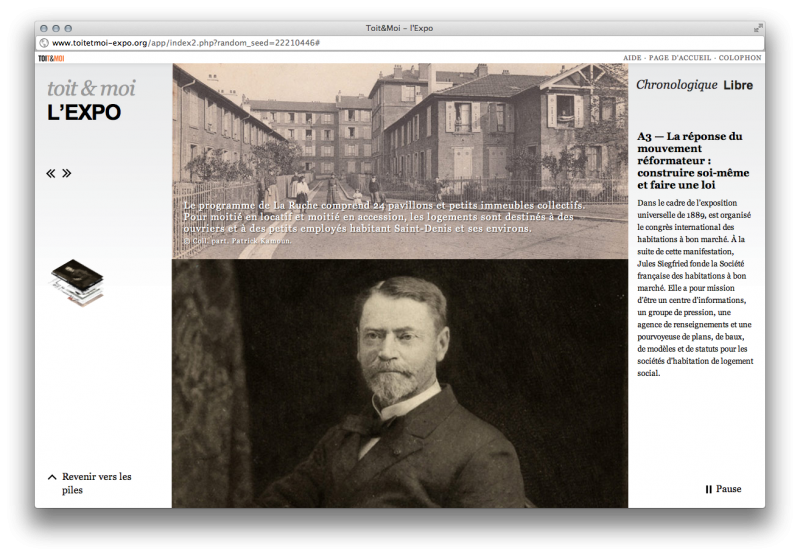 Toit&Moi – l'Expo
www.toitetmoi-expo.org/app/index2.php?random_seed=22210446#
TOIT&MOI
AIDE - PAGE D'ACCUEIL - COLOPHON
toit & moi
L'EXPO
Chronologique Libre
A3 — La réponse du
mouvement
réformateur :
construire soi-même
et faire une loi
Dans le cadre de l'exposition
universelle de 1889, est organisé
le congrès international des
habitations à bon marché. À la
suite de cette manifestation,
Jules Siegfried fonde la Société
française des habitations à bon
marché. Elle a pour mission
d'être un centre d'informations,
un groupe de pression, une
agence de renseignements et une
pourvoyeuse de plans, de baux,
de modèles et de statuts pour les
sociétés d'habitation de logement
social.
Le programme de La Ruche comprend 24 pavillons et petits immeubles collectifs.
Pour moitié en locatif et moitié en accession, les logements sont destinés à des
ouvriers et à des petits employés habitant Saint-Denis et ses environs.
© Coll. part. Patrick Kamoun.
Revenir vers les
piles
Pause